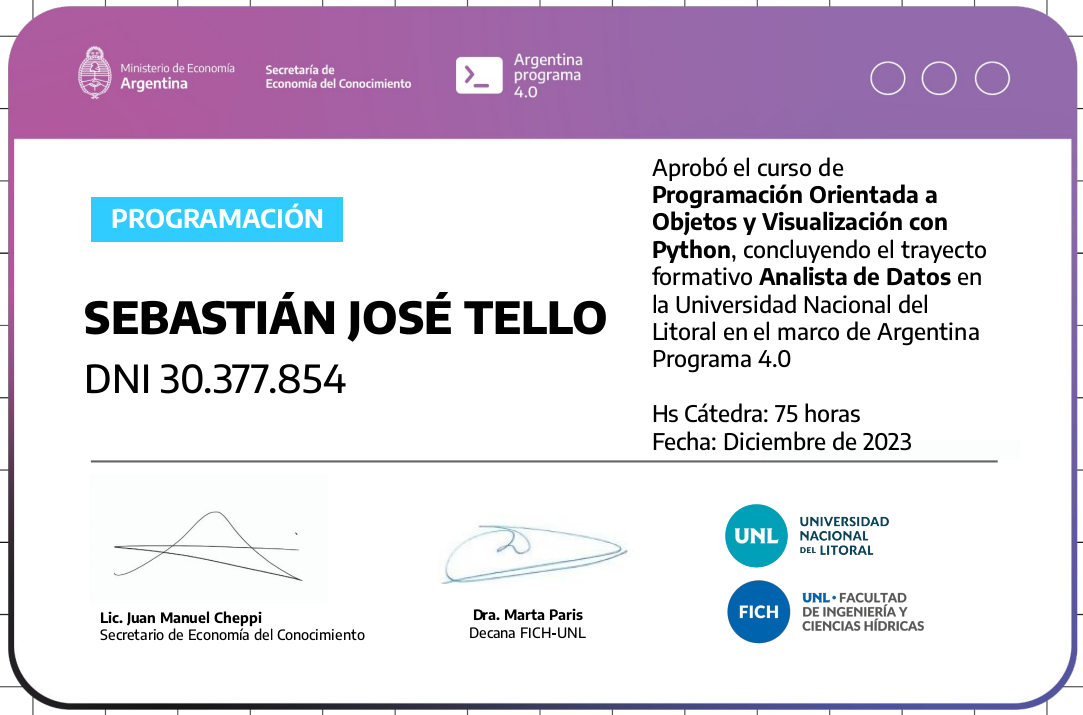 Ministerio de Economía
Argentina
Secretaría de
Economía del Conocimiento
Argentina
programa
4.0
PROGRAMACIÓN
SEBASTIÁN JOSÉ TELLO
DNI 30.377.854
Aprobó el curso de
Programación Orientada a
Objetos y Visualización con
Python, concluyendo el trayecto
formativo Analista de Datos en
la Universidad Nacional del
Litoral en el marco de Argentina
Programa 4.0
Hs Cátedra: 75 horas
Fecha: Diciembre de 2023
Lic. Juan Manuel Cheppi
Secretario de Economía del Conocimiento
Dra. Marta Paris
Decana FICH-UNL
UNL
UNIVERSIDAD
NACIONAL
DEL LITORAL
FICH
UNL • FACULTAD
DE INGENIERÍA Y
CIENCIAS HÍDRICAS